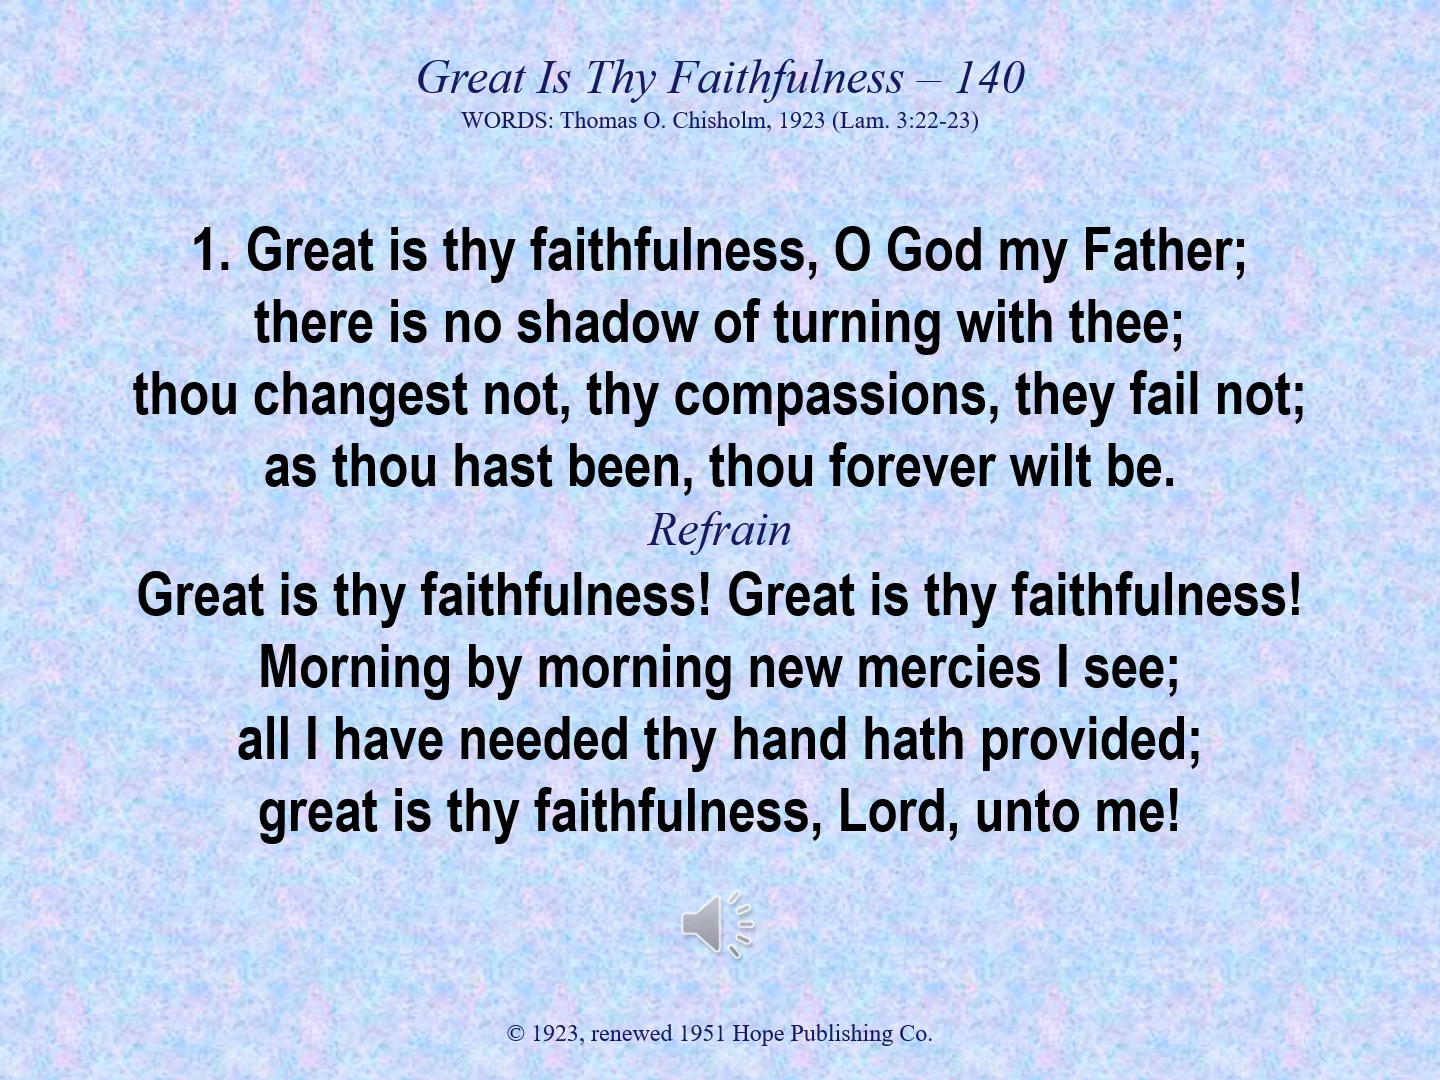 Great Is Thy Faithfulness – 140
WORDS: Thomas O. Chisholm, 1923 (Lam. 3:22-23)
1. Great is thy faithfulness, O God my Father;
there is no shadow of turning with thee;
thou changest not, thy compassions, they fail not;
as thou hast been, thou forever wilt be.
Refrain
Great is thy faithfulness! Great is thy faithfulness!
Morning by morning new mercies I see;
all I have needed thy hand hath provided;
great is thy faithfulness, Lord, unto me!
© 1923, renewed 1951 Hope Publishing Co.